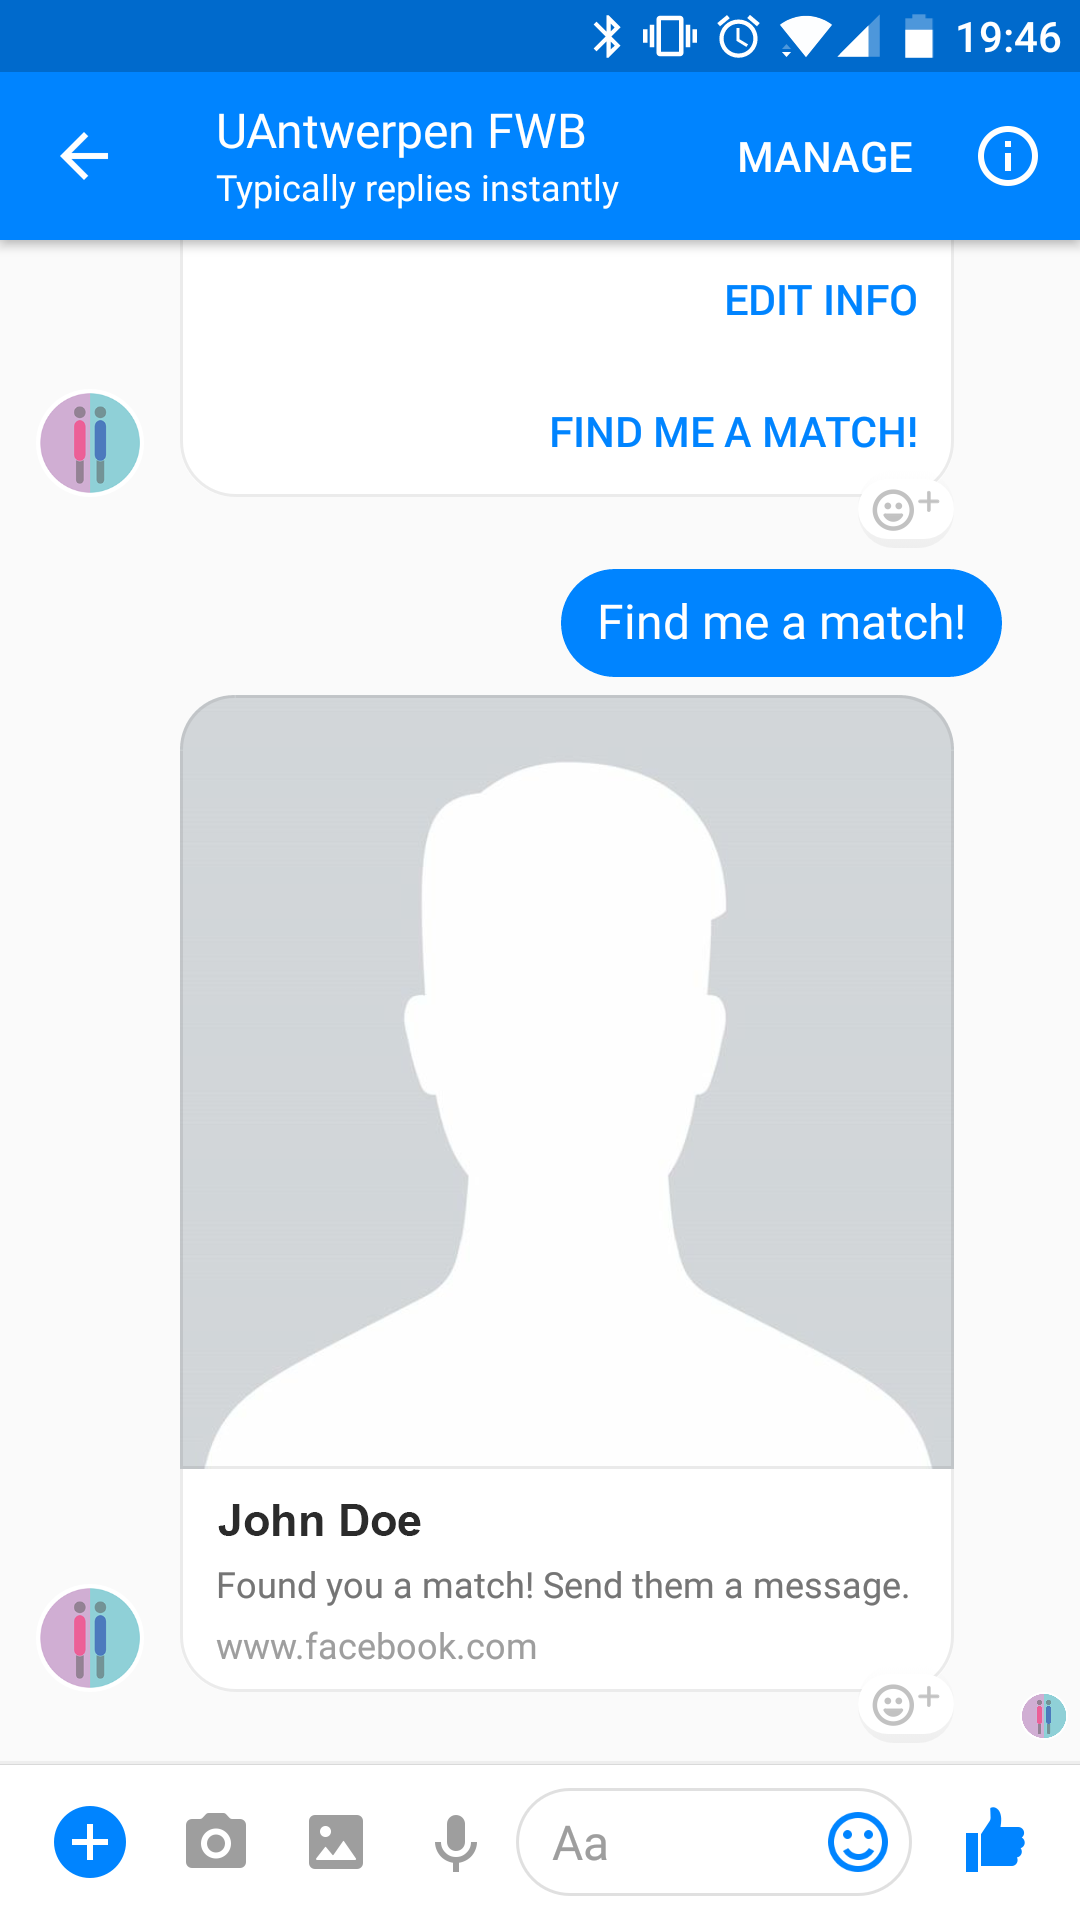 19:46
UAntwerpen FWB
Typically replies instantly
MANAGE
EDIT INFO
FIND ME A MATCH!
Find me a match!
John Doe
Found you a match! Send them a message.
www.facebook.com
Aa